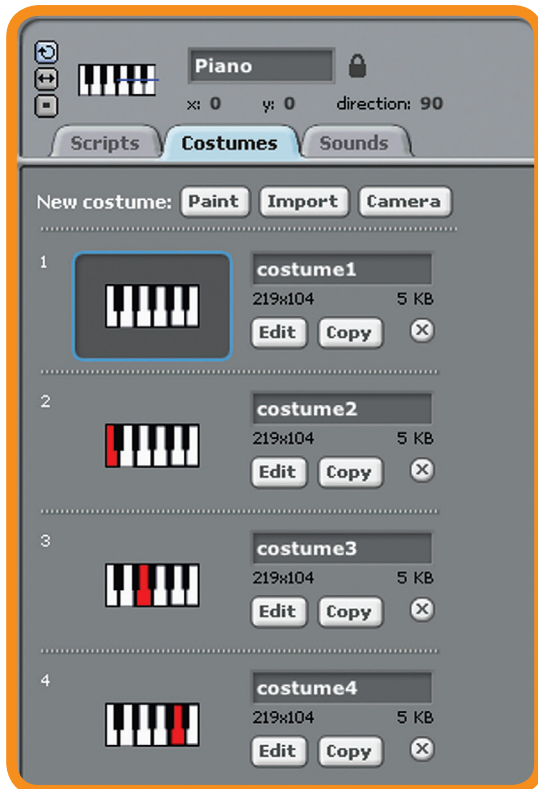 Piano
x: 0 y: 0 direction: 90
Scripts Costumes Sounds
New costume: Paint Import Camera
1
costume1
219x104 5 KB
Edit Copy
2
costume2
219x104 5 KB
Edit Copy
3
costume3
219x104 5 KB
Edit Copy
4
costume4
219x104 5 KB
Edit Copy